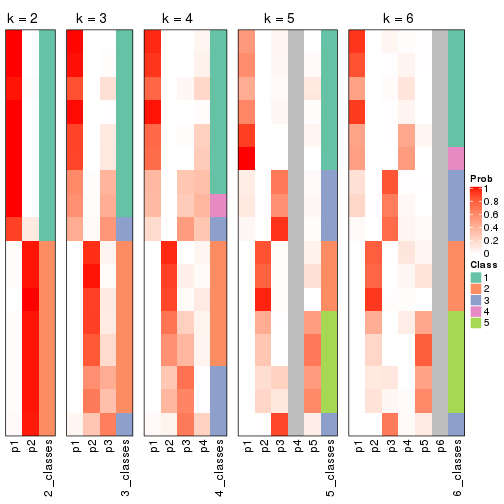 k = 2
k = 3
k = 4
k = 5
k = 6
p1
p2
2_classes
p1
p2
p3
3_classes
p1
p2
p3
p4
4_classes
p1
p2
p3
p4
p5
5_classes
p1
p2
p3
p4
p5
p6
6_classes
Prob
1
0.8
0.6
0.4
0.2
0
Class
1
2
3
4
5